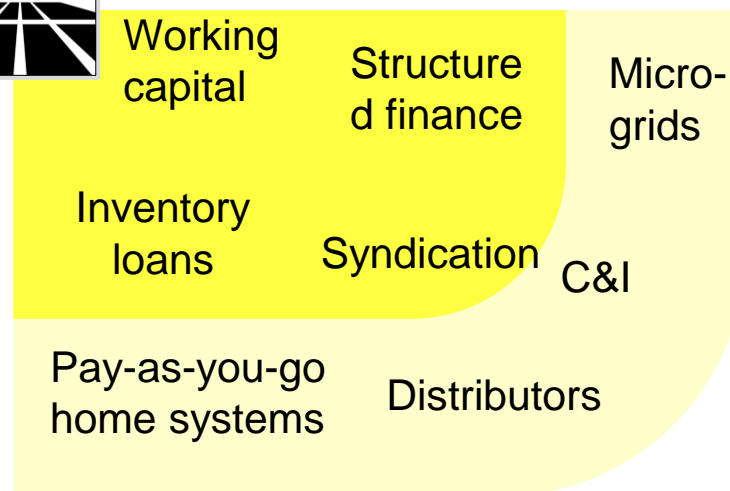 Working
capital
Structure
d finance
Micro-
grids
Inventory
loans
Syndication
C&I
Pay-as-you-go
home systems
Distributors